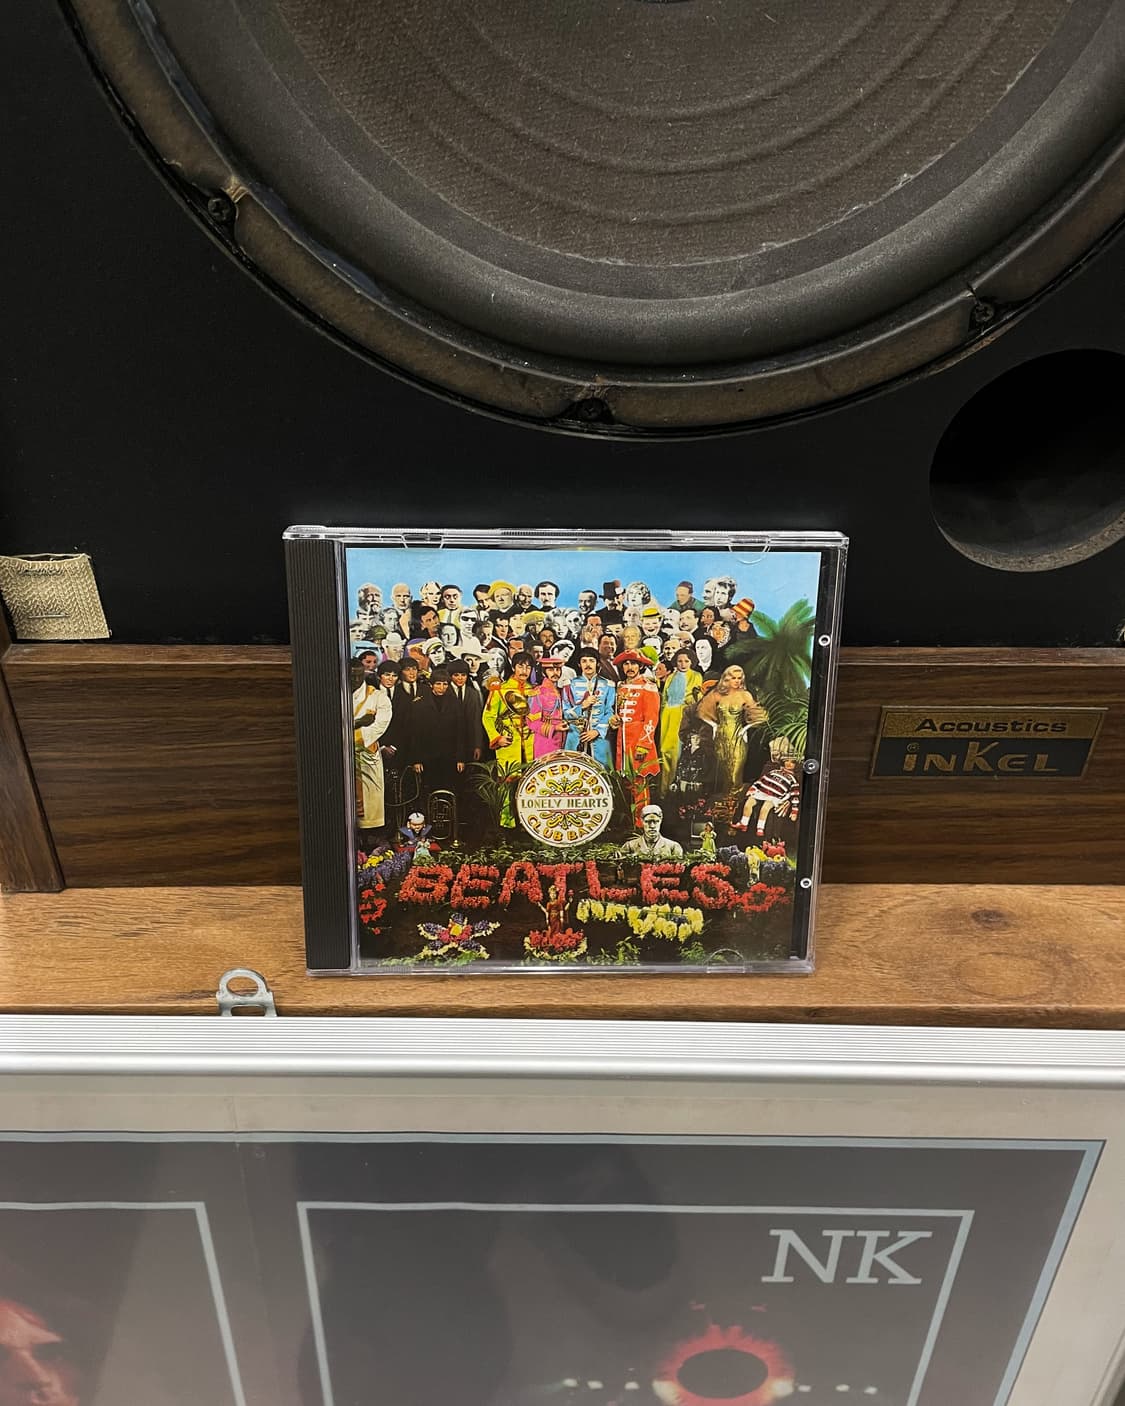 Sgt. PEPPERS
LONELY HEARTS
CLUB BAND
BEATLES
Acoustics
iNKEL
NK